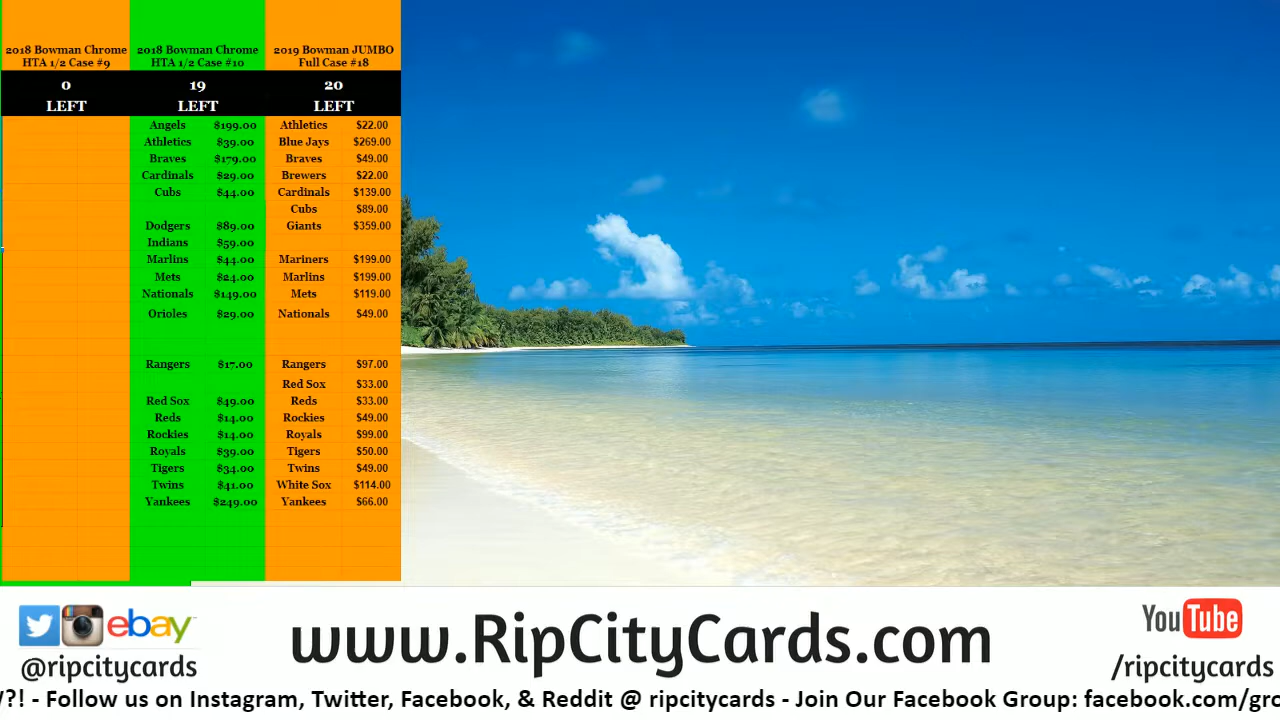 2018 Bowman Chrome HTA 1/2 Case #9
0
LEFT
2018 Bowman Chrome HTA 1/2 Case #10
19
LEFT
Angels $199.00
Athletics $39.00
Braves $179.00
Cardinals $29.00
Cubs $44.00
Dodgers $89.00
Indians $59.00
Marlins $44.00
Mets $24.00
Nationals $149.00
Orioles $29.00
Rangers $17.00
Red Sox $49.00
Reds $14.00
Rockies $14.00
Royals $39.00
Tigers $34.00
Twins $41.00
Yankees $249.00
2019 Bowman JUMBO Full Case #18
20
LEFT
Athletics $22.00
Blue Jays $269.00
Braves $49.00
Brewers $22.00
Cardinals $139.00
Cubs $89.00
Giants $359.00
Mariners $199.00
Marlins $199.00
Mets $119.00
Nationals $49.00
Rangers $97.00
Red Sox $33.00
Reds $33.00
Rockies $49.00
Royals $99.00
Tigers $50.00
Twins $49.00
White Sox $114.00
Yankees $66.00
ebay
@ripcitycards
www.RipCityCards.com
YouTube
/ripcitycards
?! - Follow us on Instagram, Twitter, Facebook, & Reddit @ ripcitycards - Join Our Facebook Group: facebook.com/gro